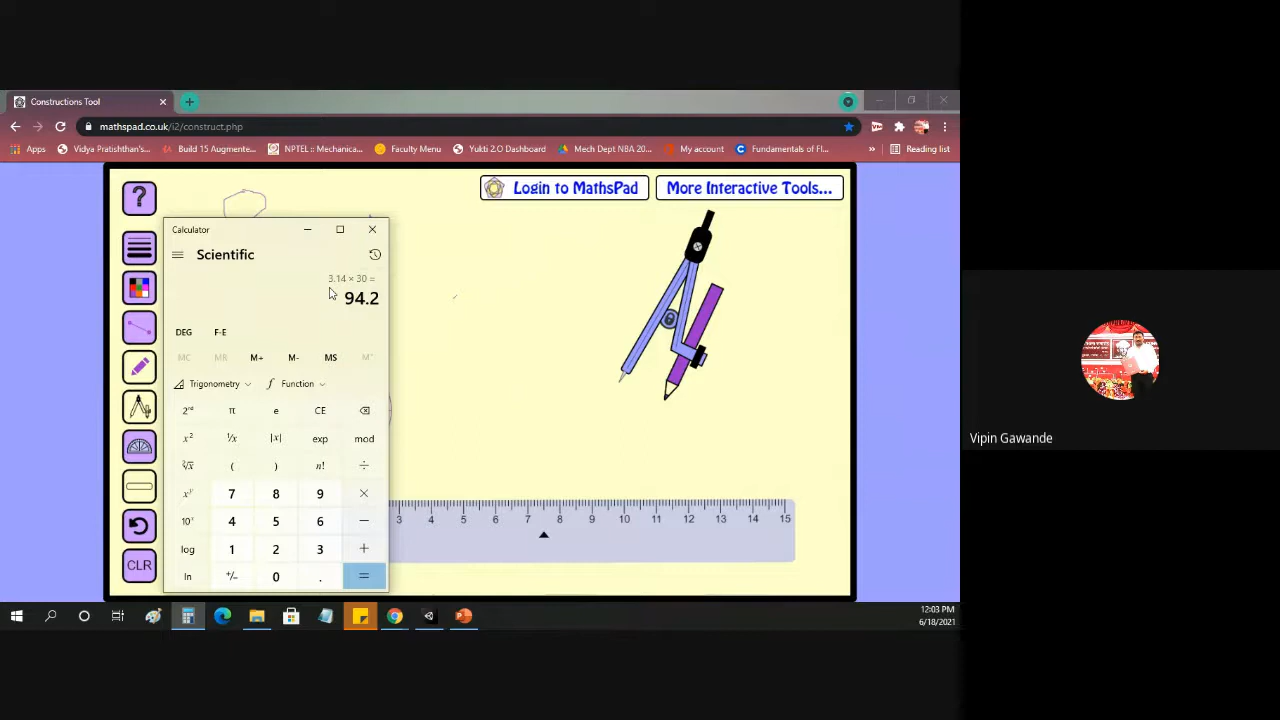 Constructions Tool
mathspad.co.uk/i2/construct.php
Apps Vidya Pratishthan's... Build 15 Augmente... NPTEL :: Mechanica... Faculty Menu Yukti 2.O Dashboard Mech Dept NBA 20... My account Fundamentals of Fl... » Reading list
? Login to MathsPad More Interactive Tools...
Calculator
Scientific
3.14 × 30 =
94.2
DEG F-E
MC MR M+ M- MS
Trigonometry f Function
2ⁿᵈ π e CE
x² ¹/x |x| exp mod
( ) n! ÷
7 8 9 ×
10ˣ 4 5 6 −
log 1 2 3 +
ln +/− 0 . =
3 4 5 6 7 8 9 10 11 12 13 14 15
CLR
12:03 PM
6/18/2021
Vipin Gawande